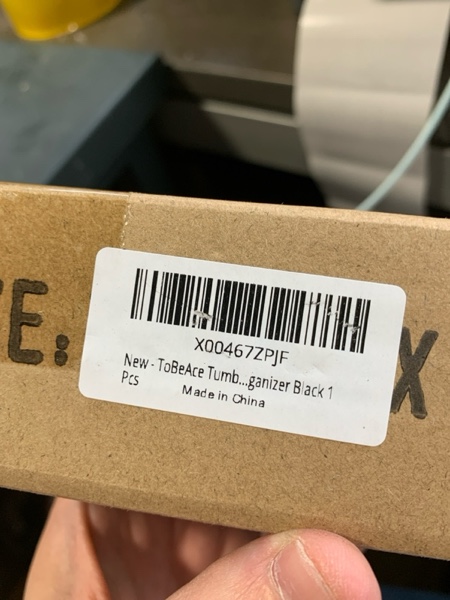 X00467ZPJF
New - ToBeAce Tumb...ganizer Black 1
Pcs
Made in China
E:
X